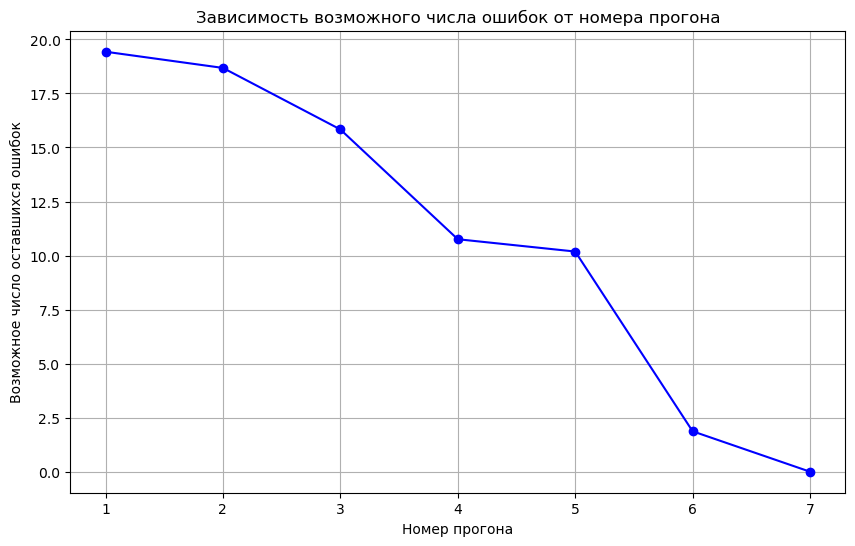 Зависимость возможного числа ошибок от номера прогона
Возможное число оставшихся ошибок
20.0
17.5
15.0
12.5
10.0
7.5
5.0
2.5
0.0
1 2 3 4 5 6 7
Номер прогона